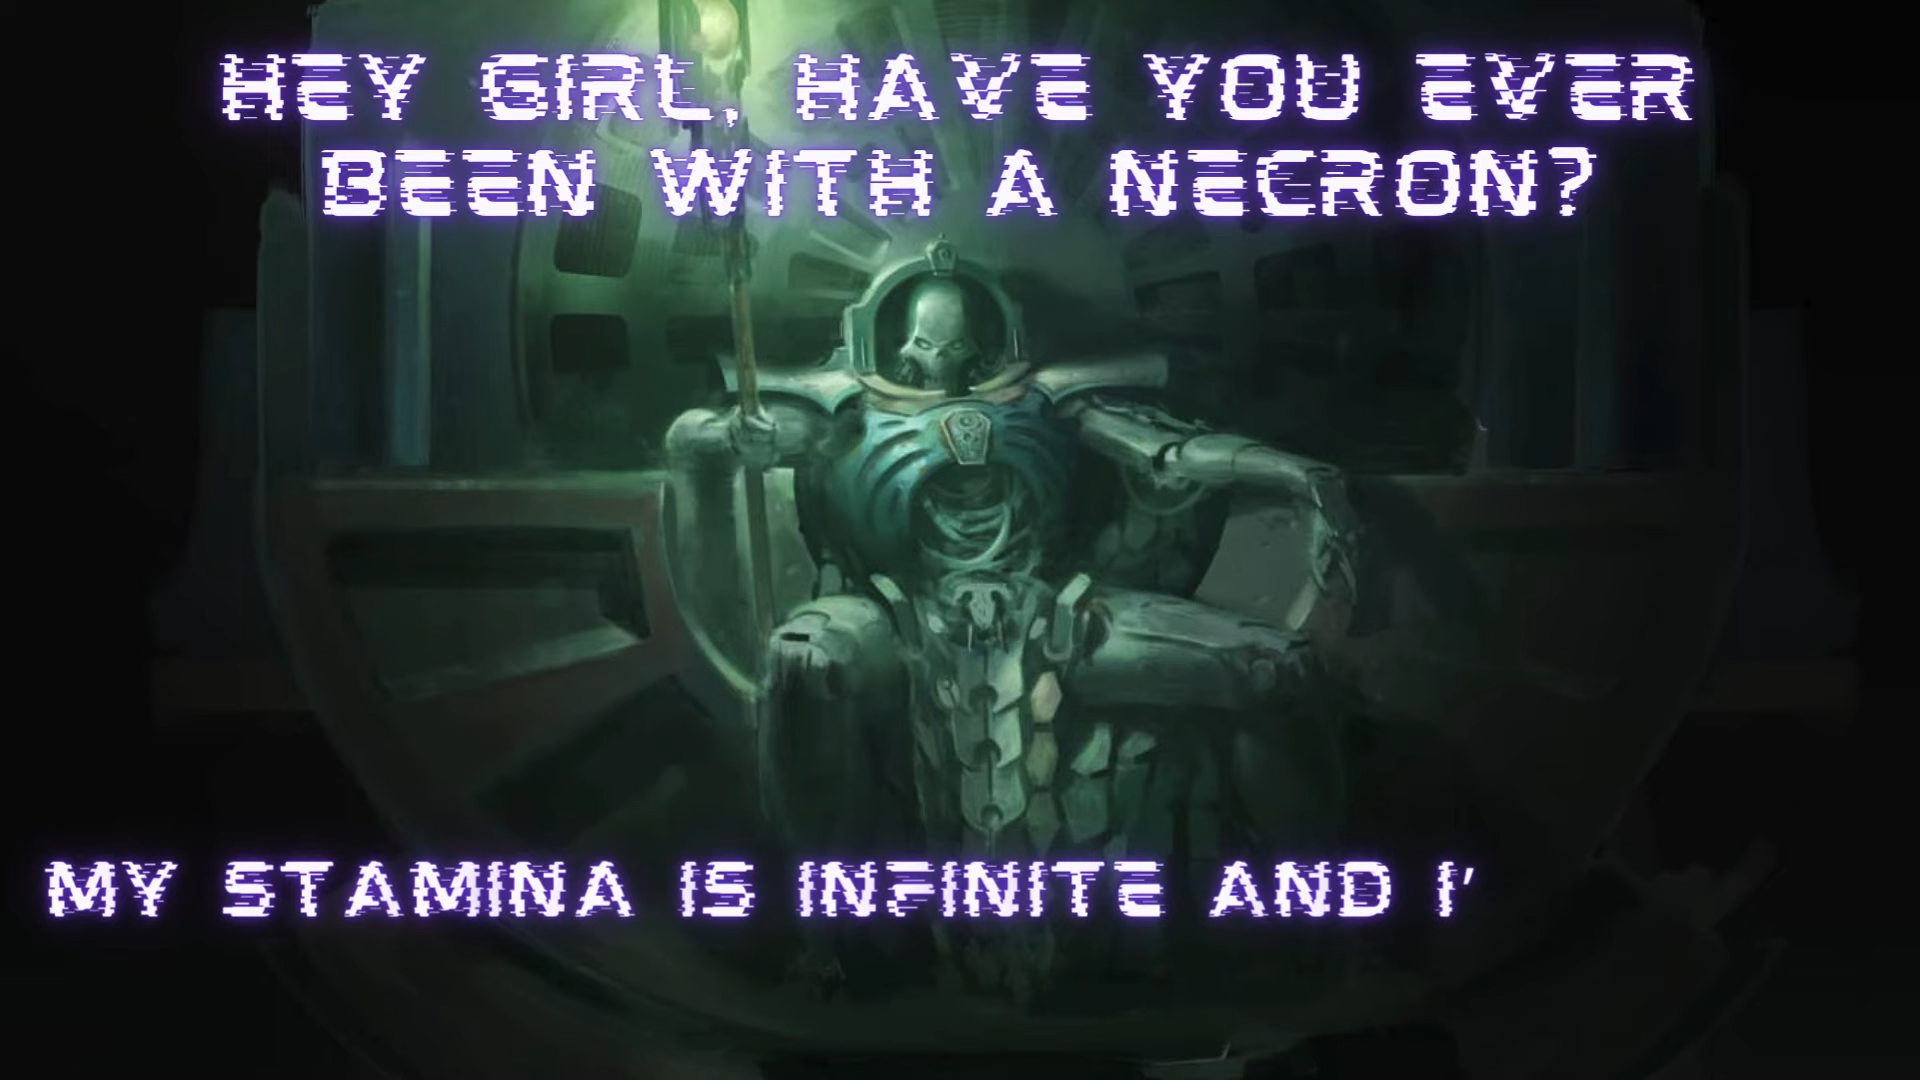 HEY GIRL, HAVE YOU EVER
BEEN WITH A NECRON?
MY STAMINA IS INFINITE AND I'